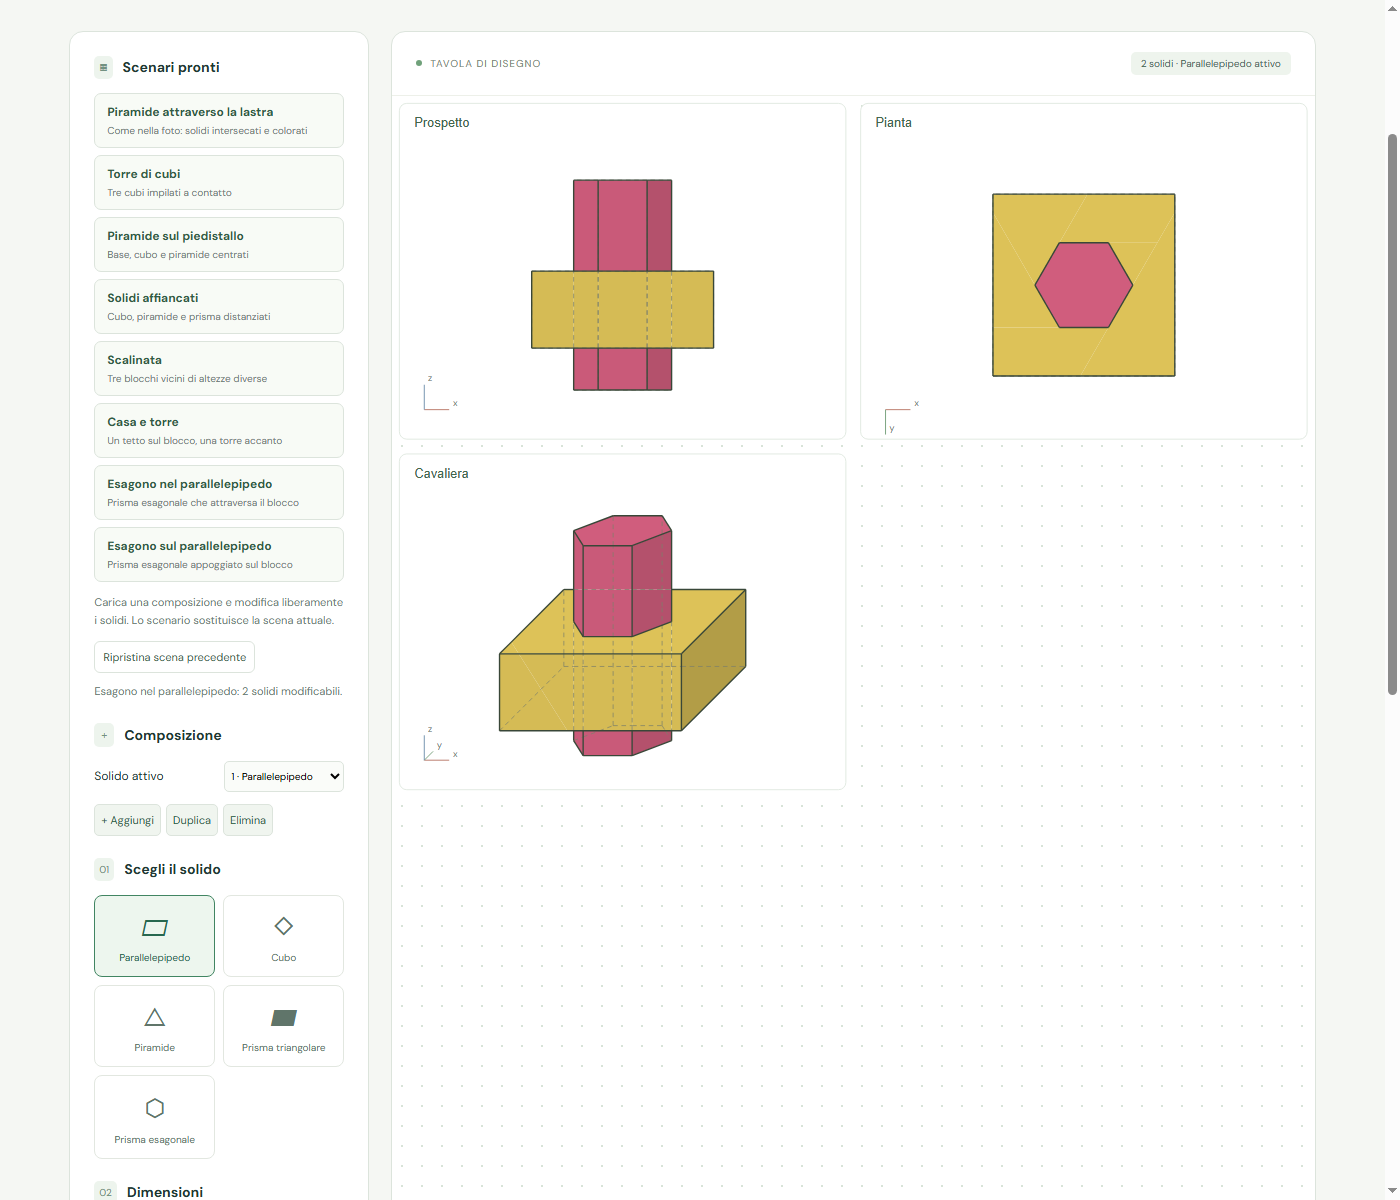 Scenari pronti
Piramide attraverso la lastra
Come nella foto: solidi intersecati e colorati
Torre di cubi
Tre cubi impilati a contatto
Piramide sul piedistallo
Base, cubo e piramide centrati
Solidi affiancati
Cubo, piramide e prisma distanziati
Scalinata
Tre blocchi vicini di altezze diverse
Casa e torre
Un tetto sul blocco, una torre accanto
Esagono nel parallelepipedo
Prisma esagonale che attraversa il blocco
Esagono sul parallelepipedo
Prisma esagonale appoggiato sul blocco
Carica una composizione e modifica liberamente
i solidi. Lo scenario sostituisce la scena attuale.
Ripristina scena precedente
Esagono nel parallelepipedo: 2 solidi modificabili.
+ Composizione
Solido attivo
1 · Parallelepipedo
+ Aggiungi
Duplica
Elimina
01 Scegli il solido
Parallelepipedo
Cubo
Piramide
Prisma triangolare
Prisma esagonale
02 Dimensioni
TAVOLA DI DISEGNO
2 solidi · Parallelepipedo attivo
Prospetto
z
x
Pianta
x
y
Cavaliera
z
y
x